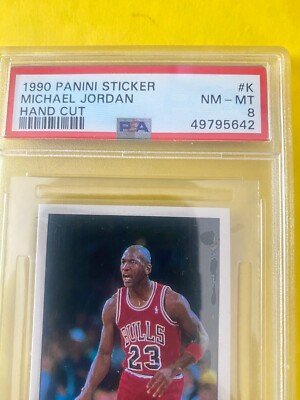 1990 PANINI STICKER #K
MICHAEL JORDAN NM - MT
HAND CUT 8
PSA 49795642
BULLS
23